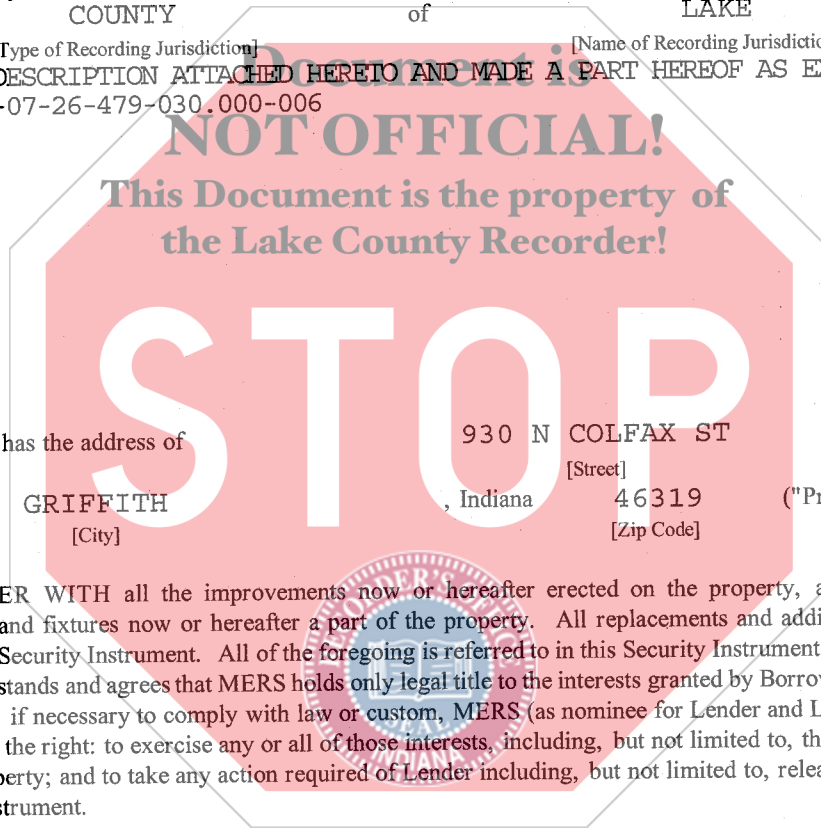 COUNTY of LAKE
Type of Recording Jurisdiction] [Name of Recording Jurisdictio
DESCRIPTION ATTACHED HERETO AND MADE A PART HEREOF AS EX
-07-26-479-030.000-006
Document is
NOT OFFICIAL!
This Document is the property of
the Lake County Recorder!
STOP
has the address of 930 N COLFAX ST
[Street]
GRIFFITH , Indiana 46319 ("Pr
[City] [Zip Code]
ER WITH all the improvements now or hereafter erected on the property, a
and fixtures now or hereafter a part of the property. All replacements and addi
Security Instrument. All of the foregoing is referred to in this Security Instrument
stands and agrees that MERS holds only legal title to the interests granted by Borrov
if necessary to comply with law or custom, MERS (as nominee for Lender and L
the right: to exercise any or all of those interests, including, but not limited to, th
perty; and to take any action required of Lender including, but not limited to, relea
strument.
RECORDER'S OFFICE
SEAL
INDIANA